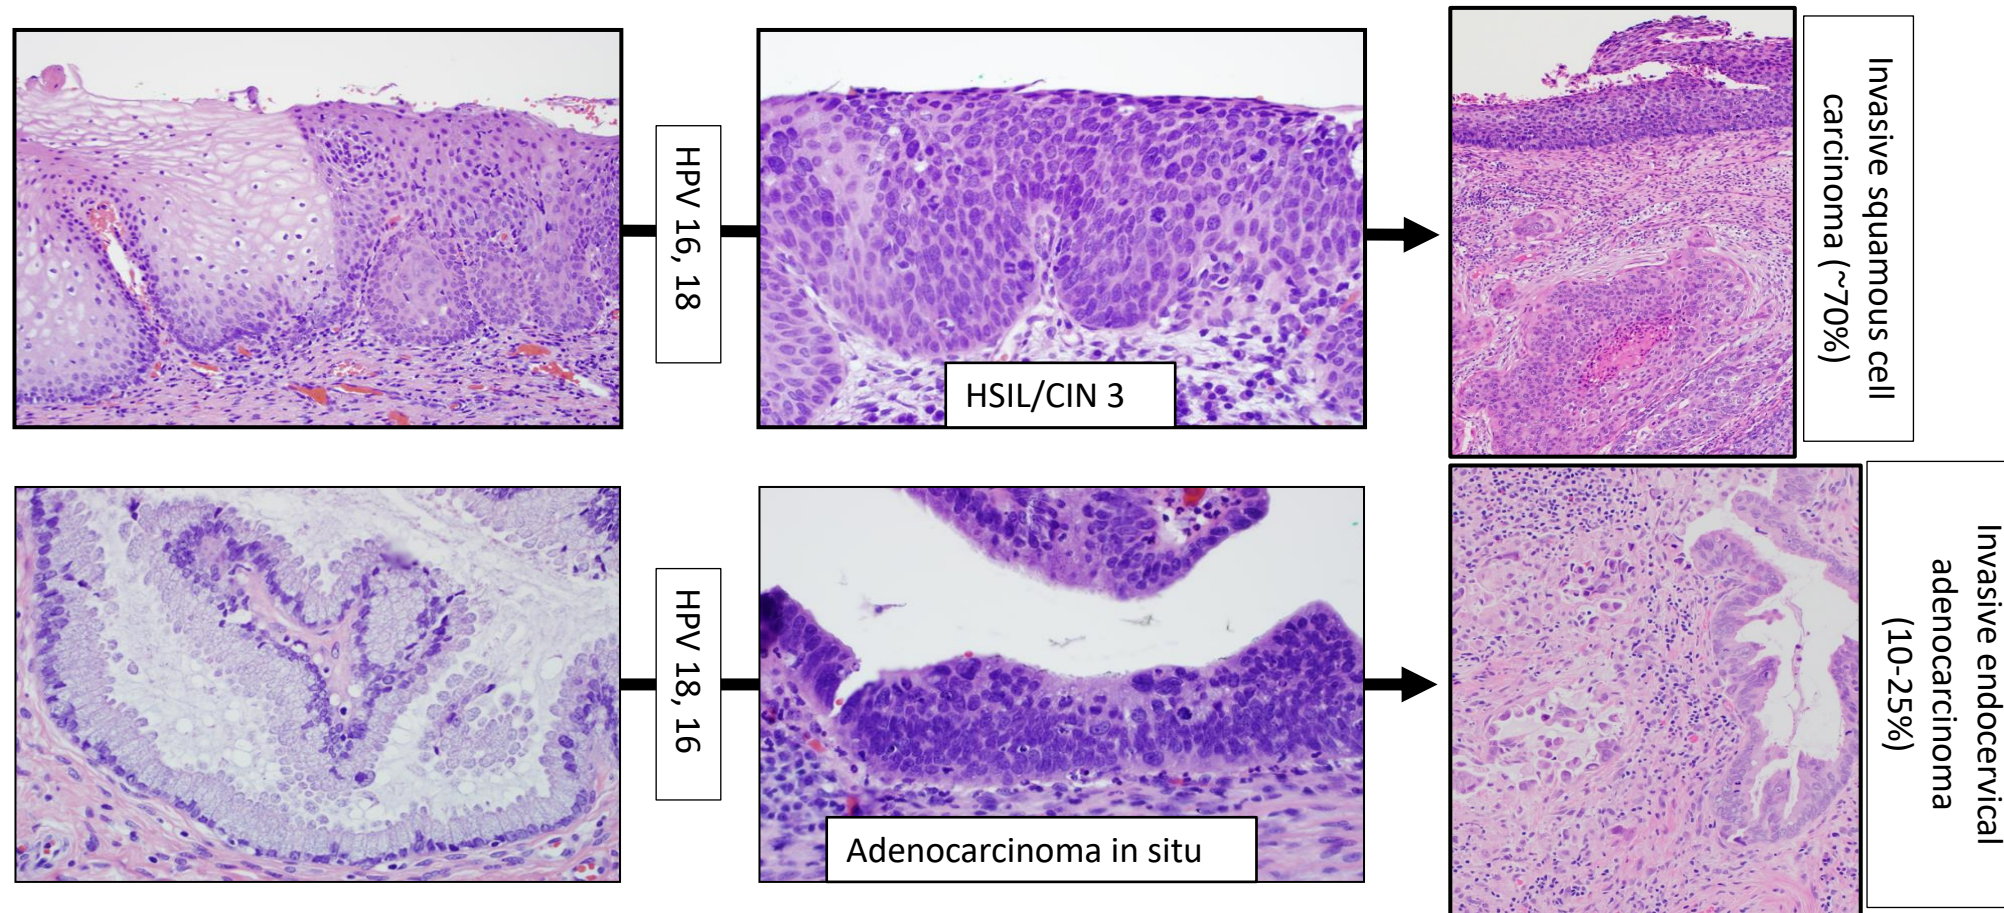 HPV 16, 18
HSIL/CIN 3
Invasive squamous cell
carcinoma (~70%)
HPV 18, 16
Adenocarcinoma in situ
Invasive endocervical
adenocarcinoma
(10-25%)